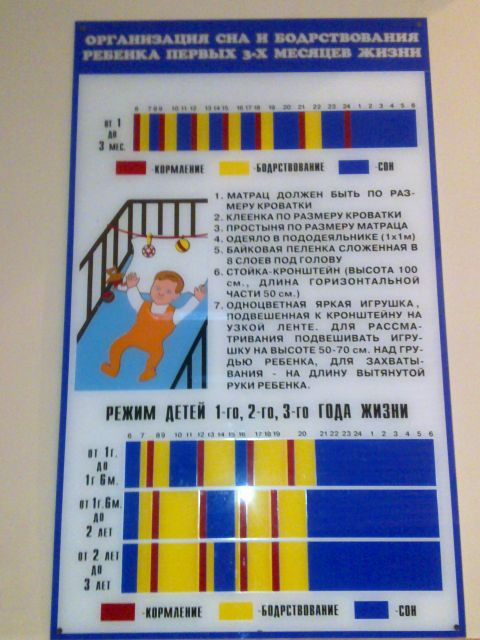 ОРГАНИЗАЦИЯ СНА И БОДРСТВОВАНИЯ
РЕБЕНКА ПЕРВЫХ 3-Х МЕСЯЦЕВ ЖИЗНИ
6 7 8 9 10 11 12 13 14 15 16 17 18 19 20 21 22 23 24 1 2 3 4 5 6
от 1
до
3 мес.
-КОРМЛЕНИЕ -БОДРСТВОВАНИЕ -СОН
1. МАТРАЦ ДОЛЖЕН БЫТЬ ПО РАЗ-
МЕРУ КРОВАТКИ
2. КЛЕЕНКА ПО РАЗМЕРУ КРОВАТКИ
3. ПРОСТЫНЯ ПО РАЗМЕРУ МАТРАЦА
4. ОДЕЯЛО В ПОДОДЕЯЛЬНИКЕ (1х1м)
5. БАЙКОВАЯ ПЕЛЕНКА СЛОЖЕННАЯ В
8 СЛОЕВ ПОД ГОЛОВУ
6. СТОЙКА-КРОНШТЕЙН (ВЫСОТА 100
см., ДЛИНА ГОРИЗОНТАЛЬНОЙ
ЧАСТИ 50 см.)
7. ОДНОЦВЕТНАЯ ЯРКАЯ ИГРУШКА,
ПОДВЕШЕННАЯ К КРОНШТЕЙНУ НА
УЗКОЙ ЛЕНТЕ. ДЛЯ РАССМА-
ТРИВАНИЯ ПОДВЕШИВАТЬ ИГРУ-
ШКУ НА ВЫСОТЕ 50-70 см. НАД ГРУ-
ДЬЮ РЕБЕНКА, ДЛЯ ЗАХВАТЫ-
ВАНИЯ - НА ДЛИНУ ВЫТЯНУТОЙ
РУКИ РЕБЕНКА.
РЕЖИМ ДЕТЕЙ 1-го, 2-го, 3-го ГОДА ЖИЗНИ
6 7 8 9 10 11 12 13 14 15 16 17 18 19 20 21 22 23 24 1 2 3 4 5 6
от 1г.
до
1г 6м.
от 1г.6м.
до
2 лет
от 2 лет
до
3 лет
-КОРМЛЕНИЕ -БОДРСТВОВАНИЕ -СОН